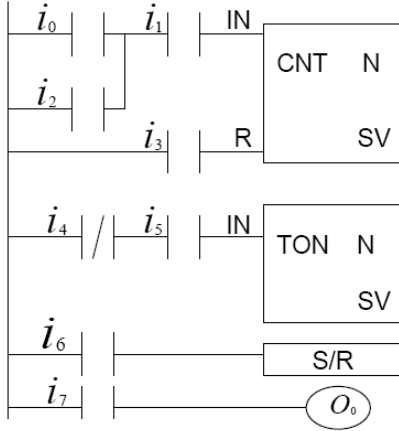 i₀ i₁ IN
CNT N
i₂
SV
i₃ R
i₄ i₅ IN
TON N
SV
i₆
S/R
i₇
O₀